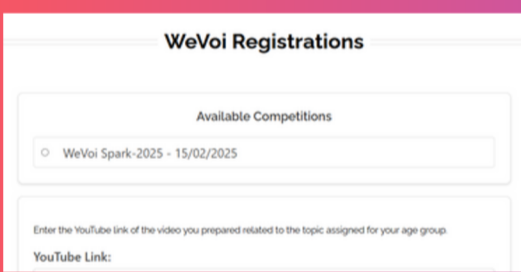 WeVoi Registrations
Available Competitions
WeVoi Spark-2025 - 15/02/2025
Enter the YouTube link of the video you prepared related to the topic assigned for your age group.
YouTube Link: